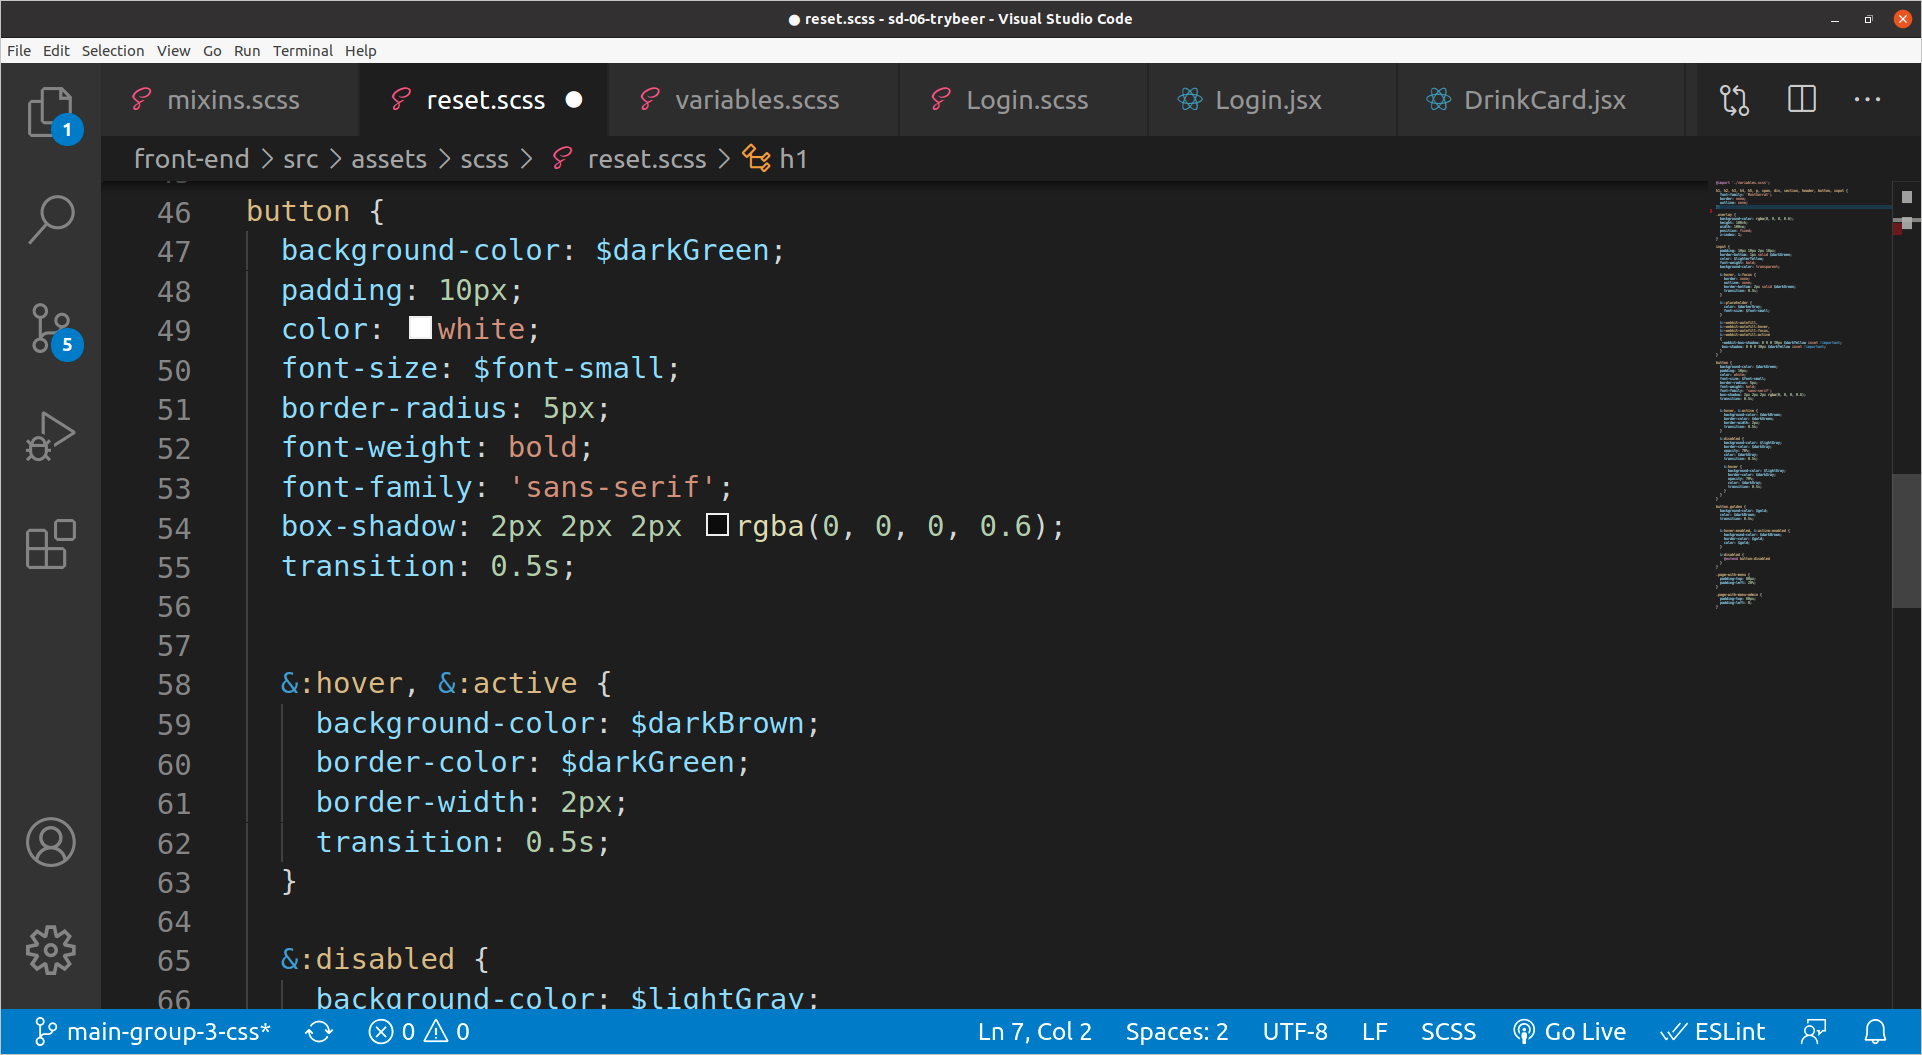 ● reset.scss - sd-06-trybeer - Visual Studio Code
File Edit Selection View Go Run Terminal Help
mixins.scss reset.scss ● variables.scss Login.scss Login.jsx DrinkCard.jsx ...
front-end > src > assets > scss > reset.scss > h1
1
5
46 button {
47 background-color: $darkGreen;
48 padding: 10px;
49 color: white;
50 font-size: $font-small;
51 border-radius: 5px;
52 font-weight: bold;
53 font-family: 'sans-serif';
54 box-shadow: 2px 2px 2px rgba(0, 0, 0, 0.6);
55 transition: 0.5s;
56
57
58 &:hover, &:active {
59 background-color: $darkBrown;
60 border-color: $darkGreen;
61 border-width: 2px;
62 transition: 0.5s;
63 }
64
65 &:disabled {
66 background-color: $lightGray;
main-group-3-css* 0 0 Ln 7, Col 2 Spaces: 2 UTF-8 LF SCSS Go Live ESLint